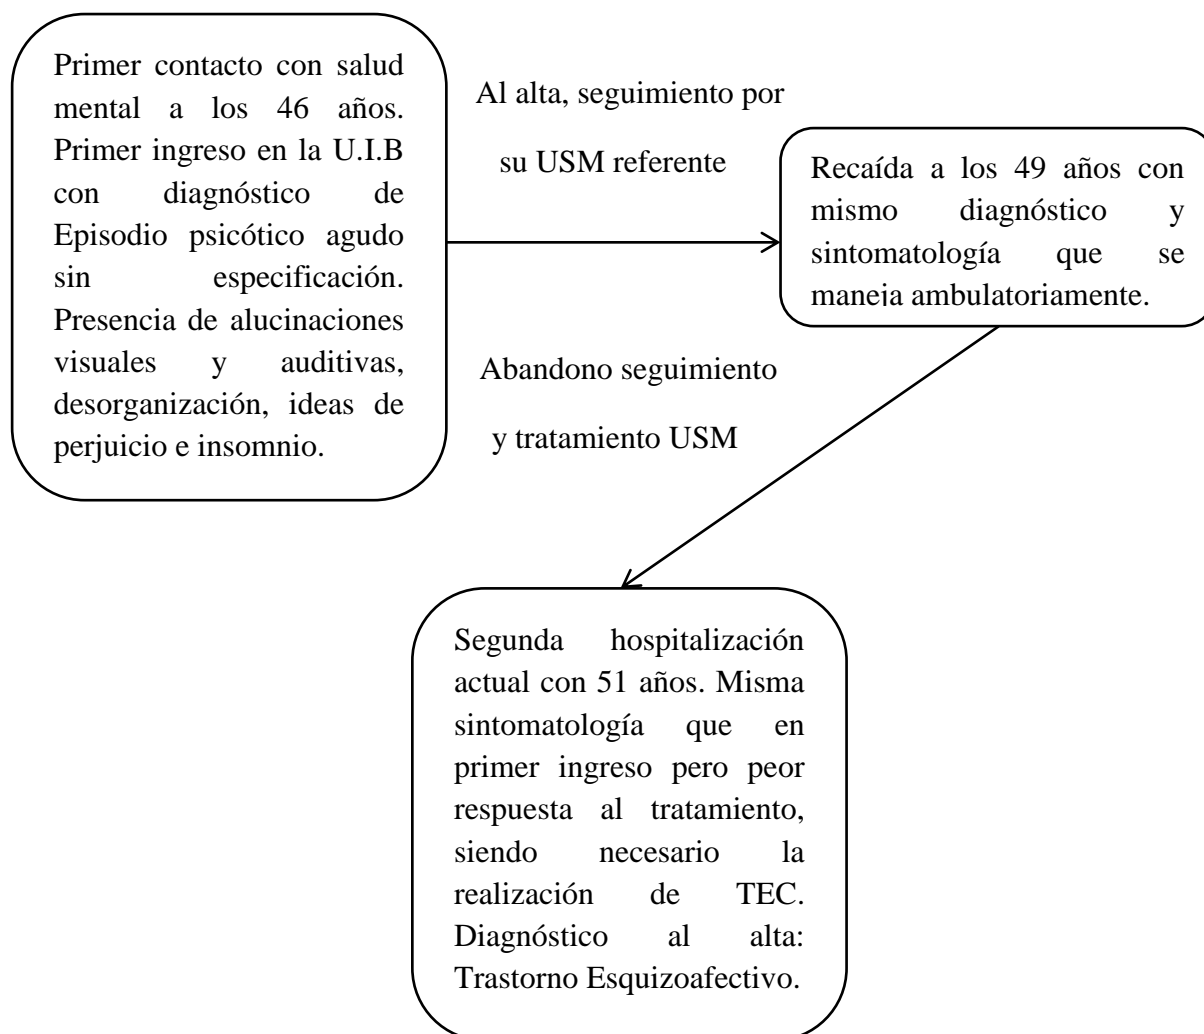 Primer contacto con salud
mental a los 46 años.
Primer ingreso en la U.I.B
con diagnóstico de
Episodio psicótico agudo
sin especificación.
Presencia de alucinaciones
visuales y auditivas,
desorganización, ideas de
perjuicio e insomnio.
Al alta, seguimiento por
su USM referente
Recaída a los 49 años con
mismo diagnóstico y
sintomatología que se
maneja ambulatoriamente.
Abandono seguimiento
y tratamiento USM
Segunda hospitalización
actual con 51 años. Misma
sintomatología que en
primer ingreso pero peor
respuesta al tratamiento,
siendo necesario la
realización de TEC.
Diagnóstico al alta:
Trastorno Esquizoafectivo.